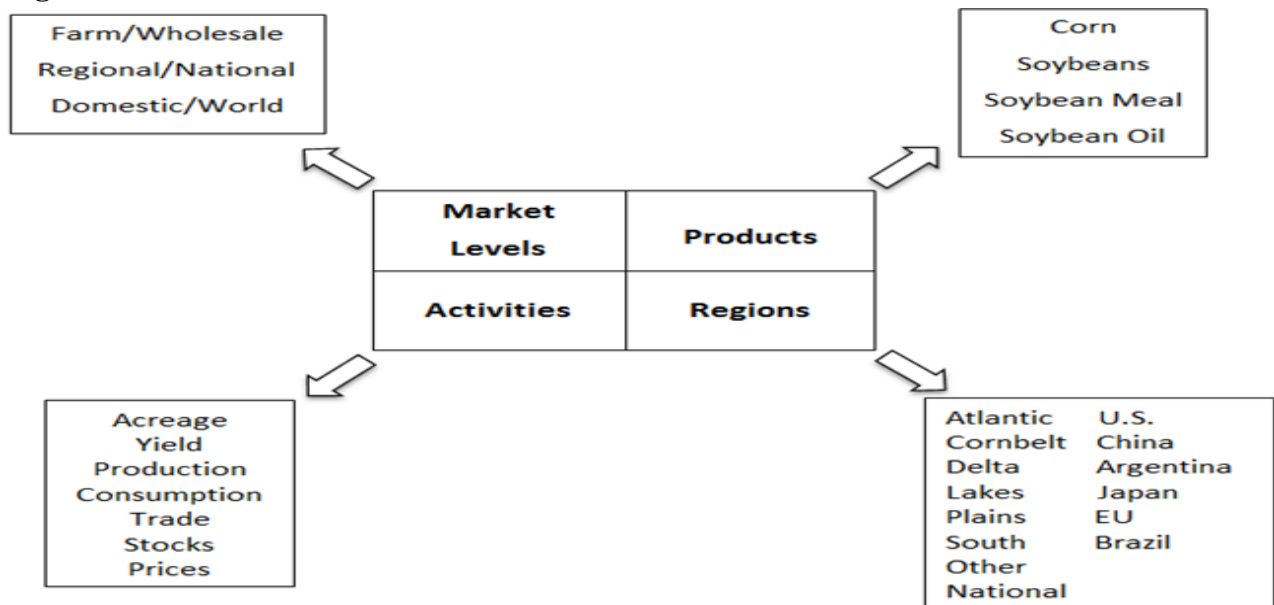 Farm/Wholesale
Regional/National
Domestic/World
Corn
Soybeans
Soybean Meal
Soybean Oil
Market
Levels
Products
Activities
Regions
Acreage
Yield
Production
Consumption
Trade
Stocks
Prices
Atlantic U.S.
Cornbelt China
Delta Argentina
Lakes Japan
Plains EU
South Brazil
Other
National